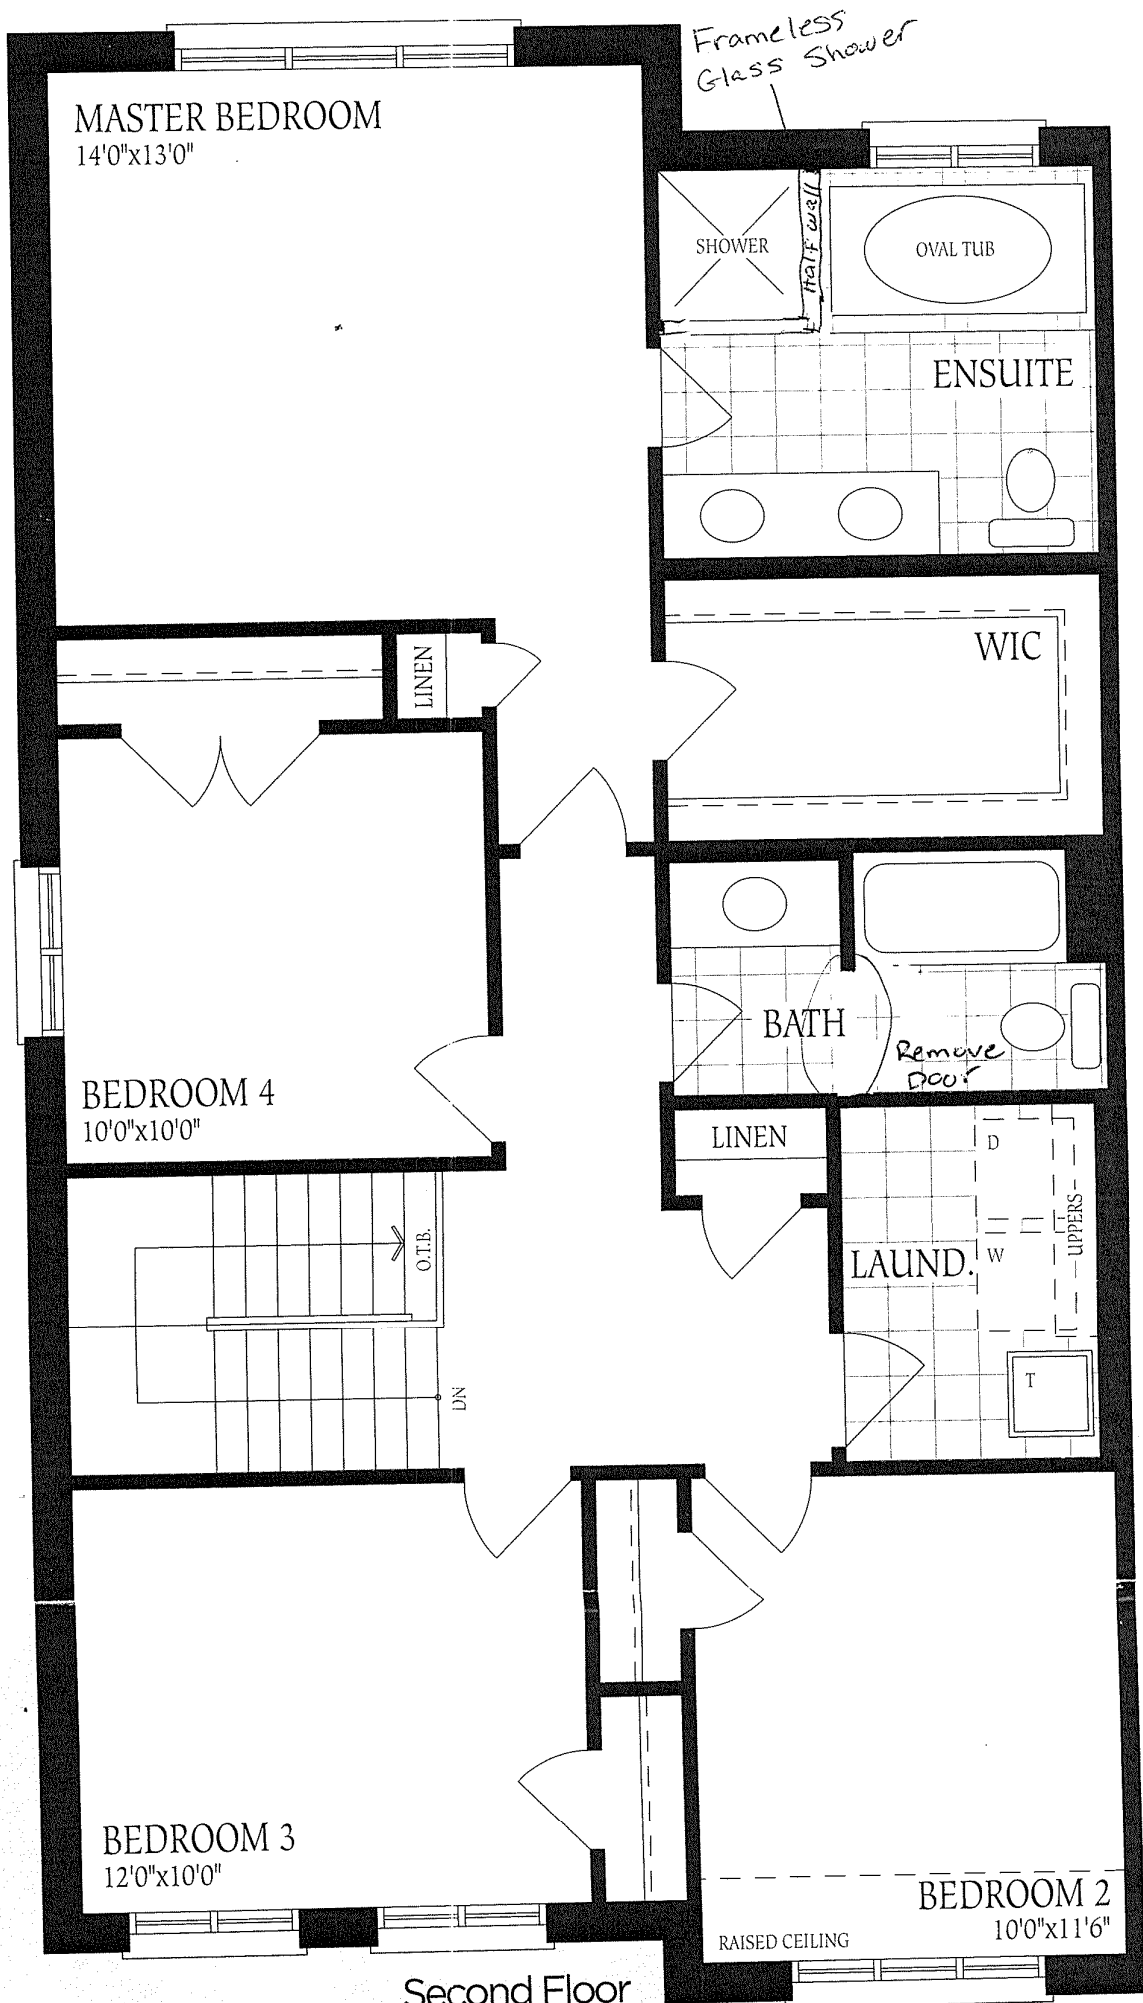 Frameless
Glass Shower
MASTER BEDROOM
14'0"x13'0"
SHOWER
Half wall
OVAL TUB
ENSUITE
LINEN
WIC
BEDROOM 4
10'0"x10'0"
BATH
Remove
Door
LINEN
D
UPPERS
W
LAUND.
O.T.B.
DN
T
BEDROOM 3
12'0"x10'0"
BEDROOM 2
10'0"x11'6"
RAISED CEILING
Second Floor